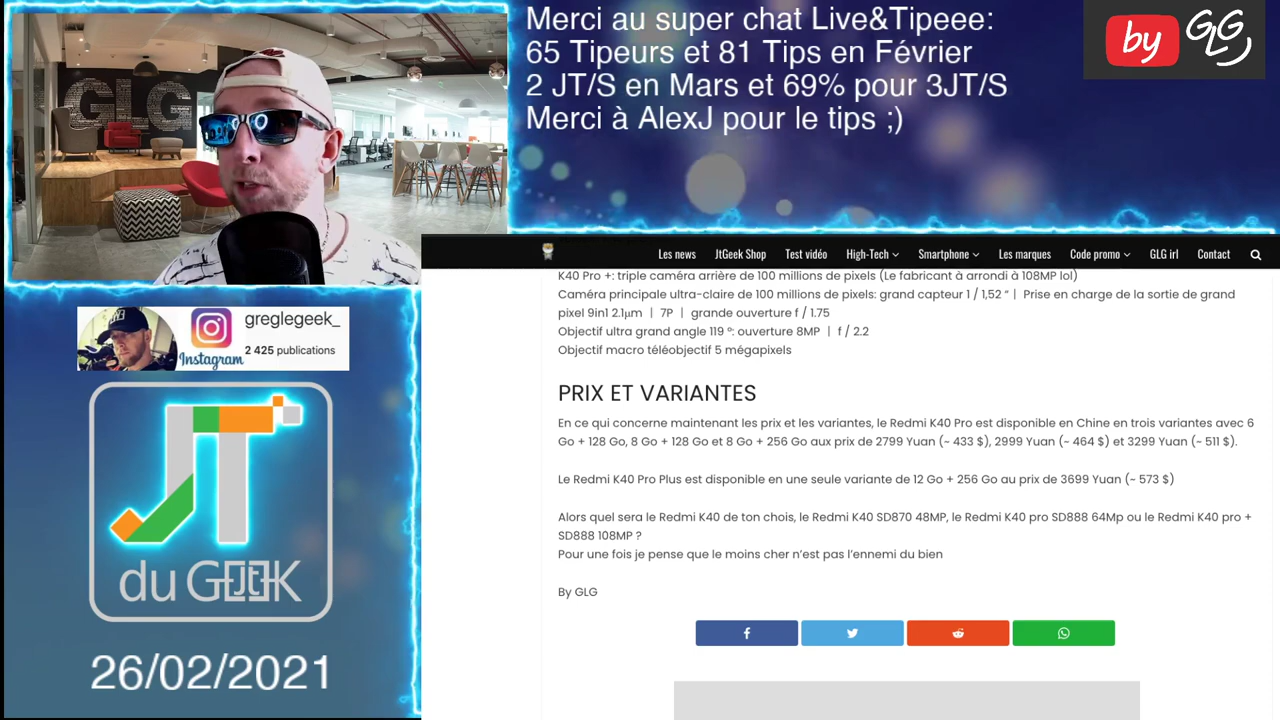 Merci au super chat Live&Tipeee:
65 Tipeurs et 81 Tips en Février
2 JT/S en Mars et 69% pour 3JT/S
Merci à AlexJ pour le tips ;)
by GLG
GLG
Les news JtGeek Shop Test vidéo High-Tech Smartphone Les marques Code promo GLG irl Contact
K40 Pro +: triple caméra arrière de 100 millions de pixels (Le fabricant à arrondi à 108MP lol)
Caméra principale ultra-claire de 100 millions de pixels: grand capteur 1 / 1,52 “丨 Prise en charge de la sortie de grand
pixel 9in1 2.1μm 丨 7P 丨 grande ouverture f / 1.75
Objectif ultra grand angle 119 °: ouverture 8MP 丨 f / 2.2
Objectif macro téléobjectif 5 mégapixels
PRIX ET VARIANTES
En ce qui concerne maintenant les prix et les variantes, le Redmi K40 Pro est disponible en Chine en trois variantes avec 6
Go + 128 Go, 8 Go + 128 Go et 8 Go + 256 Go aux prix de 2799 Yuan (~ 433 $), 2999 Yuan (~ 464 $) et 3299 Yuan (~ 511 $).
Le Redmi K40 Pro Plus est disponible en une seule variante de 12 Go + 256 Go au prix de 3699 Yuan (~ 573 $)
Alors quel sera le Redmi K40 de ton chois, le Redmi K40 SD870 48MP, le Redmi K40 pro SD888 64Mp ou le Redmi K40 pro +
SD888 108MP ?
Pour une fois je pense que le moins cher n’est pas l’ennemi du bien
By GLG
greglegeek_
2 425 publications
Instagram
JT
du GEEK
26/02/2021